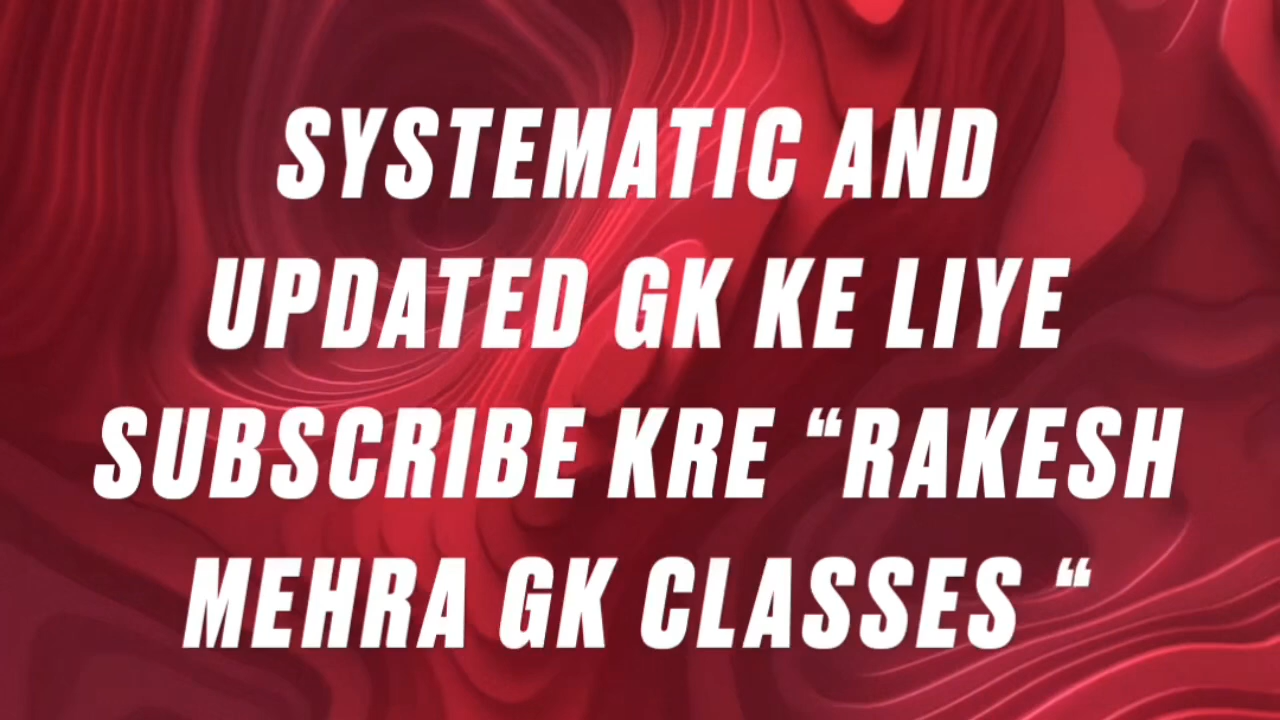 SYSTEMATIC AND
UPDATED GK KE LIYE
SUBSCRIBE KRE “RAKESH
MEHRA GK CLASSES “